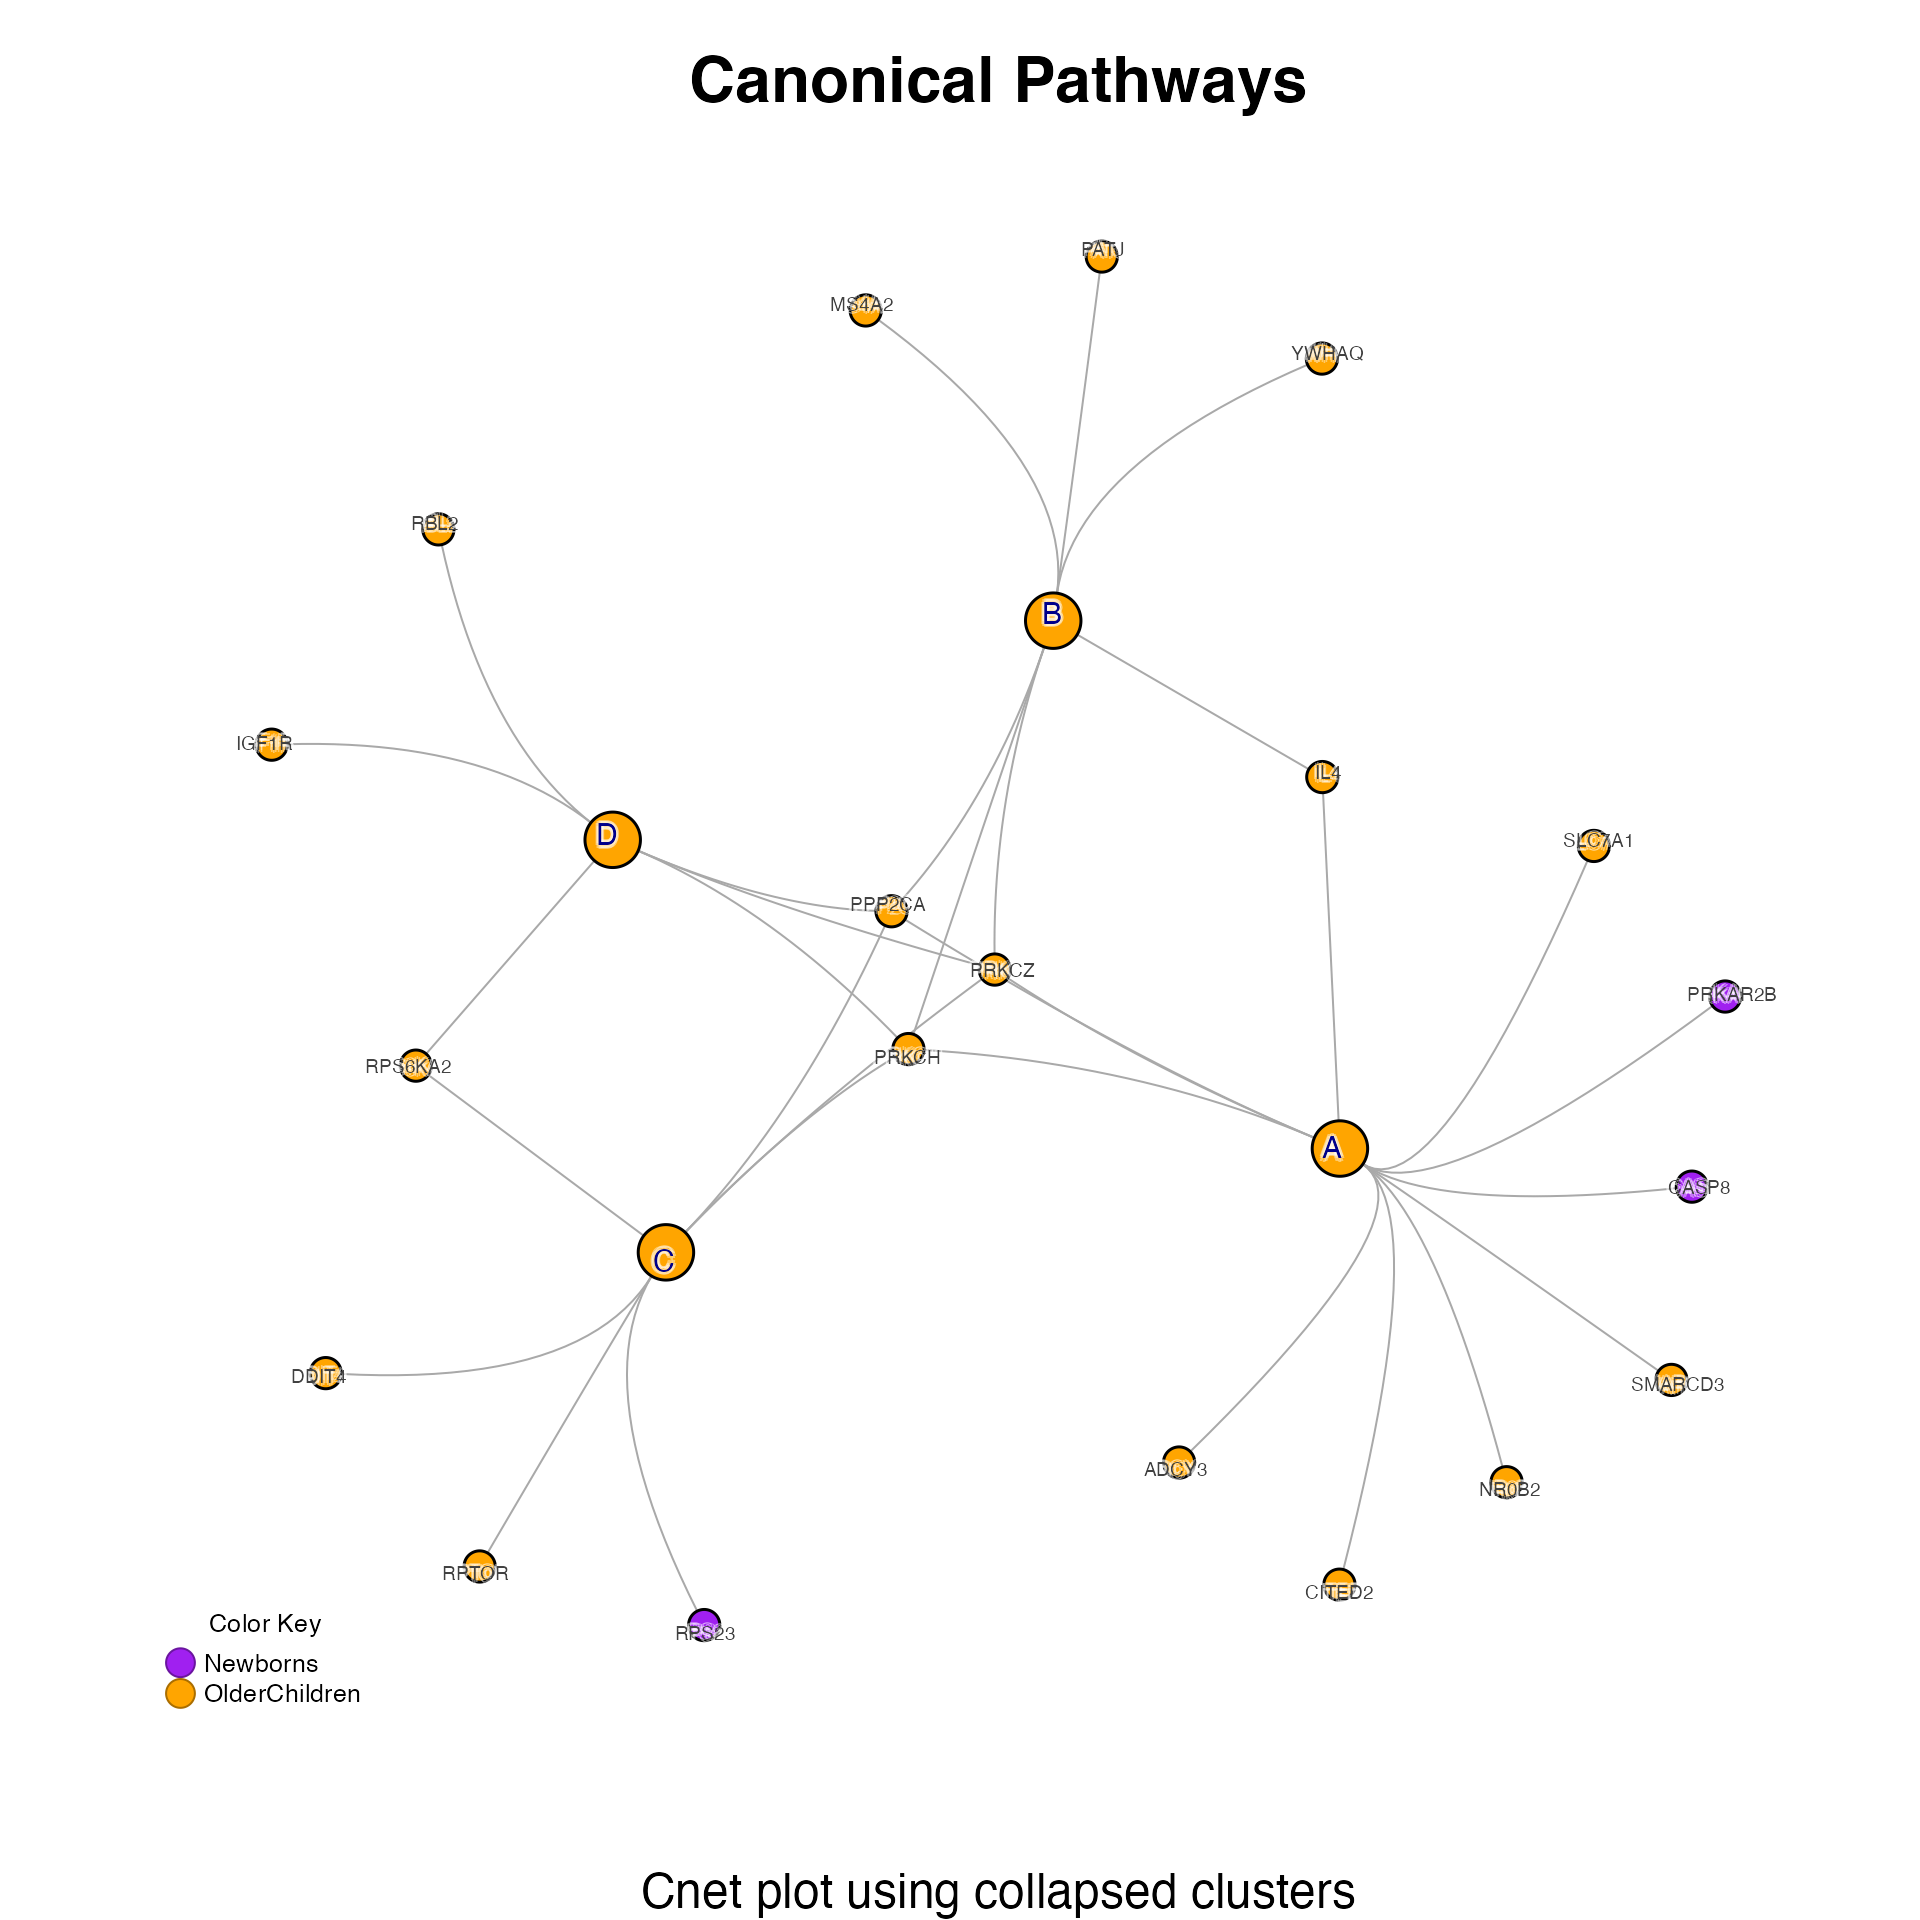 Canonical Pathways
PATJ
MS4A2
YWHAQ
RBL2
B
IGF1R
IL4
D
SLC7A1
PPP2CA
PRKCZ
PRKAR2B
PRKCH
RPS6KA2
A
CASP8
C
DDIT4
SMARCD3
ADCY3
NR0B2
RPTOR
CITED2
RPS23
Color Key
Newborns
OlderChildren
Cnet plot using collapsed clusters